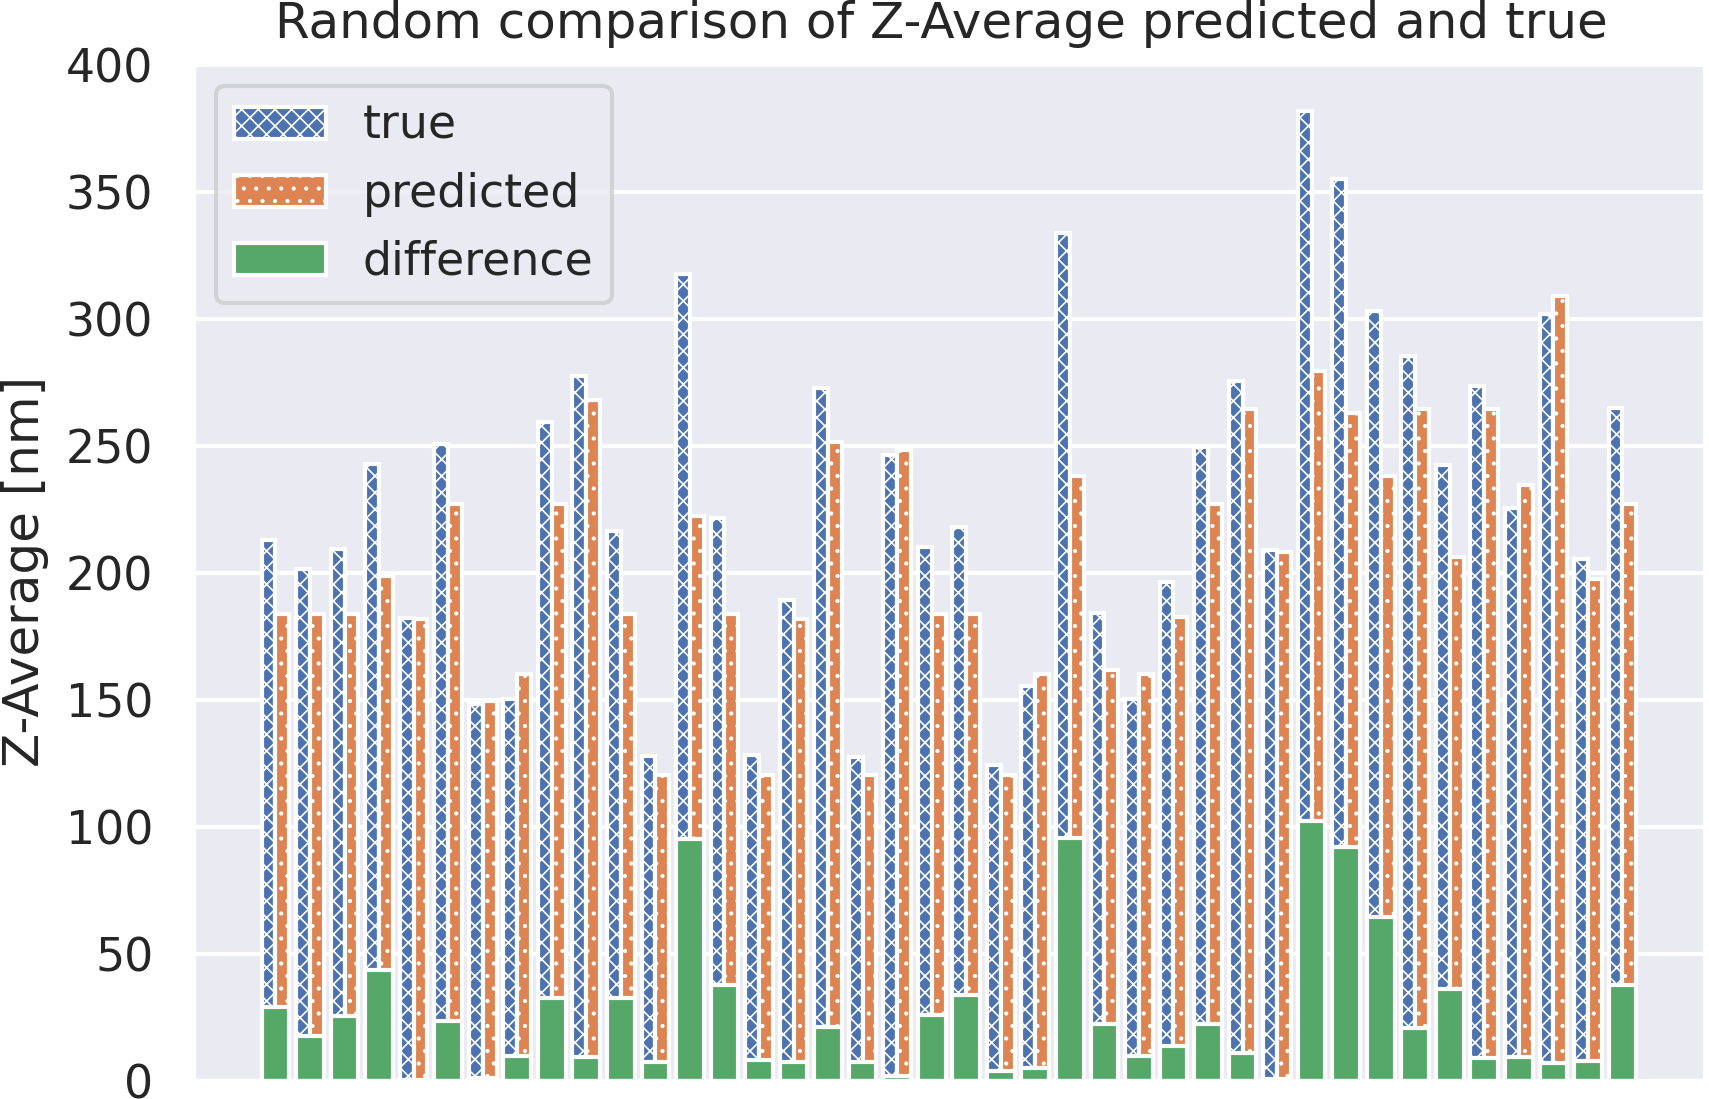 Random comparison of Z-Average predicted and true
Z-Average [nm]
400
350
300
250
200
150
100
50
0
true
predicted
difference